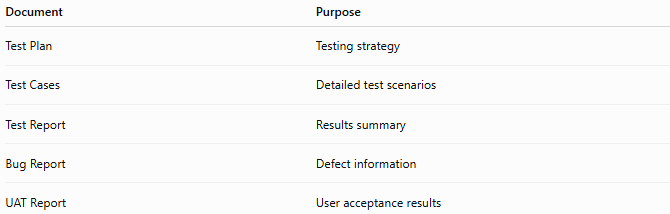 Document Purpose
Test Plan Testing strategy
Test Cases Detailed test scenarios
Test Report Results summary
Bug Report Defect information
UAT Report User acceptance results